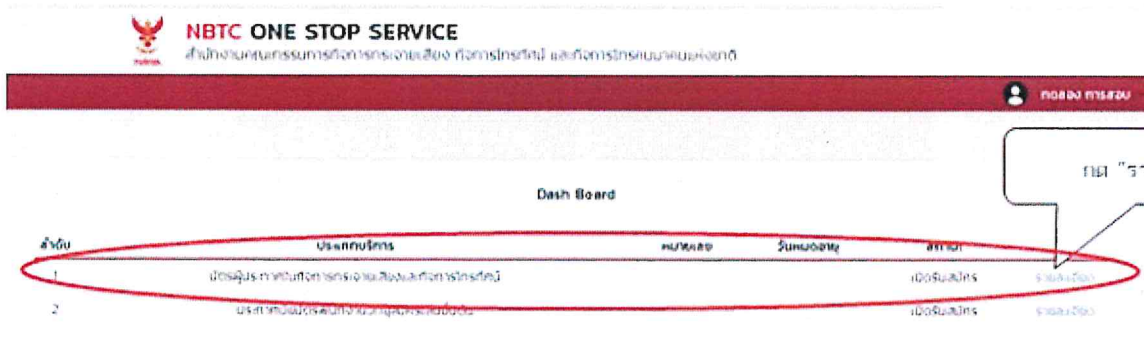 NBTC ONE STOP SERVICE
สำนักงานคณะกรรมการกิจการกระจายเสียง กิจการโทรทัศน์ และกิจการโทรคมนาคมแห่งชาติ
ทดลอง การสอบ
กด "รา
Dash Board
ลำดับ ประเภทบริการ หมายเลข วันหมดอายุ สถานะ
1 บัตรผู้ประกาศในกิจการกระจายเสียงและกิจการโทรทัศน์ เปิดรับสมัคร รายละเอียด
2 เปิดรับสมัคร รายละเอียด